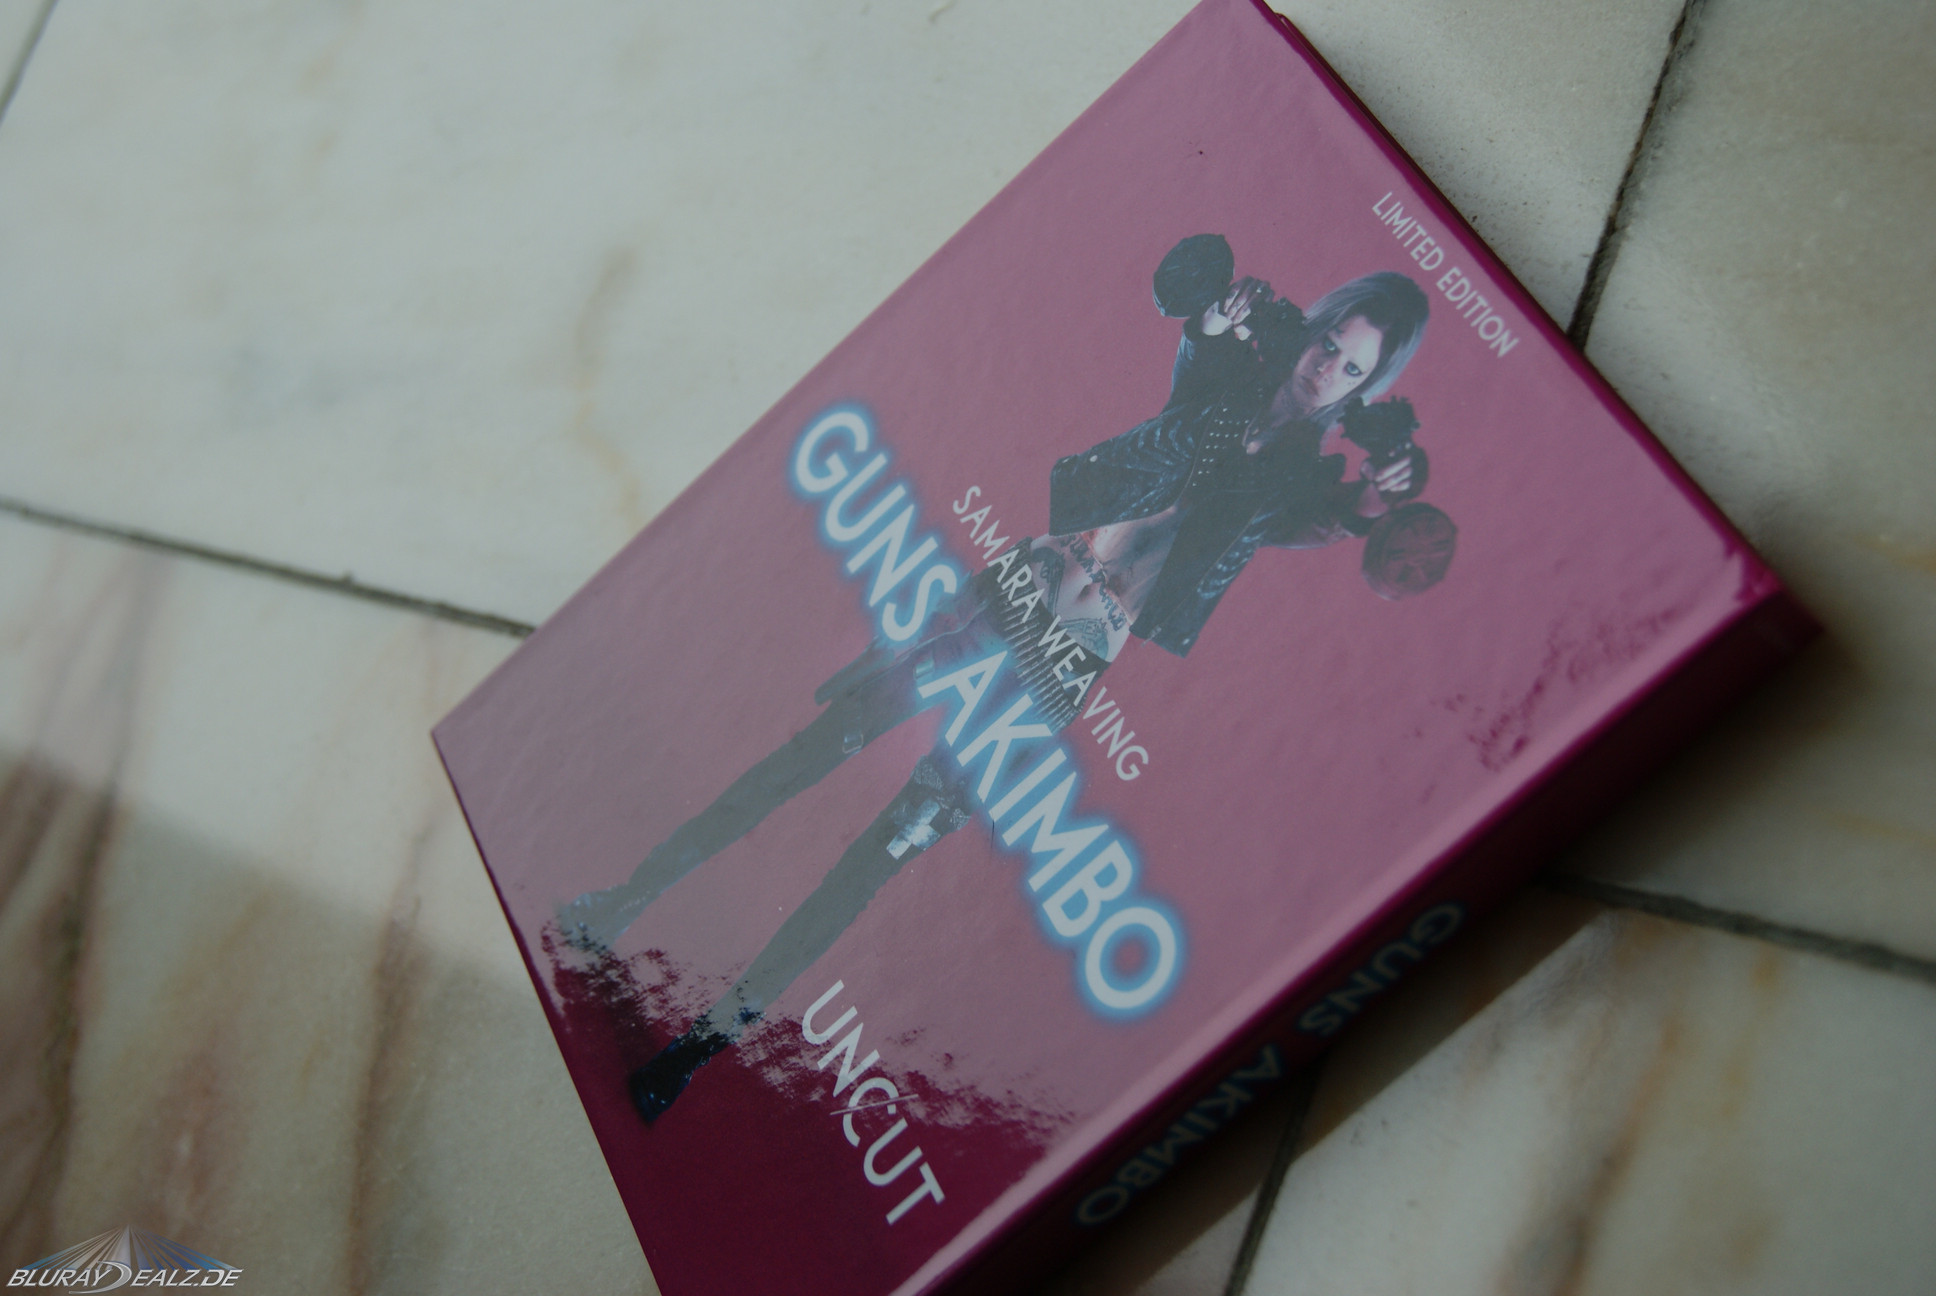 LIMITED EDITION
SAMARA WEAVING
GUNS AKIMBO
UNCUT
GUNS AKIMBO
BLURAYDEALZ.DE